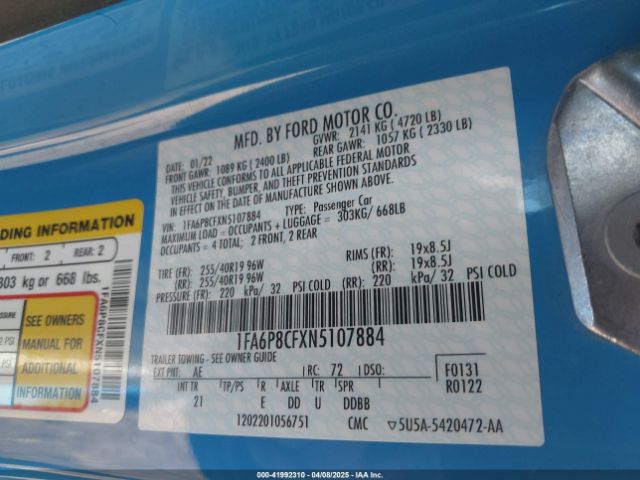 MFD. BY FORD MOTOR CO.
DATE: 01/22 GVWR: 2141 KG ( 4720 LB)
FRONT GAWR: 1089 KG ( 2400 LB) REAR GAWR: 1057 KG ( 2330 LB)
THIS VEHICLE CONFORMS TO ALL APPLICABLE FEDERAL MOTOR
VEHICLE SAFETY, BUMPER, AND THEFT PREVENTION STANDARDS
IN EFFECT ON THE DATE OF MANUFACTURE SHOWN ABOVE.
VIN: 1FA6P8CFXN5107884 TYPE: Passenger Car
MAXIMUM LOAD = OCCUPANTS + LUGGAGE = 303KG/ 668LB
OCCUPANTS = 4 TOTAL: 2 FRONT, 2 REAR
TIRE (FR): 255/40R19 96W RIMS (FR): 19x8.5J
(RR): 255/40R19 96W (RR): 19x8.5J
PRESSURE (FR): 220 kPa/ 32 PSI COLD (RR): 220 kPa/ 32 PSI COLD
1FA6P8CFXN5107884
TRAILER TOWING - SEE OWNER GUIDE
EXT PNT: AE RC: 72 DSO: F0131
R0122
INT TR TP/PS R AXLE TR SPR
21 E DD U DDBB
1202201056751 CMC 5U5A-5420472-AA
DING INFORMATION
FRONT: 2 REAR: 2
303 kg or 668 lbs.
SEE OWNERS
MANUAL FOR
ADDITIONAL
INFORMATION
1FA6P8CFXN5107884
000-41992310 - 04/08/2025 - IAA Inc.